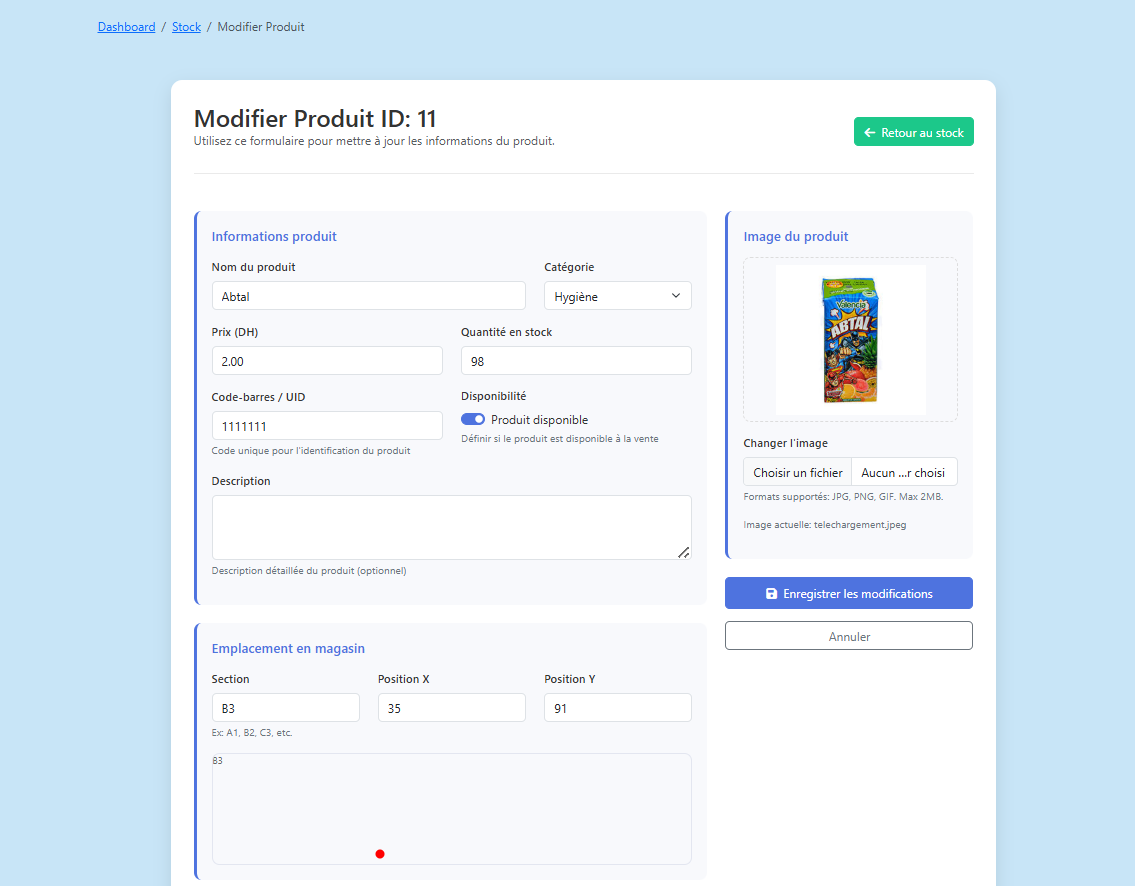 Dashboard / Stock / Modifier Produit
Modifier Produit ID: 11
Utilisez ce formulaire pour mettre à jour les informations du produit.
Retour au stock
Informations produit
Nom du produit
Catégorie
Abtal
Hygiène
Prix (DH)
Quantité en stock
2.00
98
Code-barres / UID
Disponibilité
1111111
Produit disponible
Code unique pour l'identification du produit
Définir si le produit est disponible à la vente
Description
Description détaillée du produit (optionnel)
Image du produit
Valencia
ABTAL
Changer l'image
Choisir un fichier
Aucun ...r choisi
Formats supportés: JPG, PNG, GIF. Max 2MB.
Image actuelle: telechargement.jpeg
Enregistrer les modifications
Annuler
Emplacement en magasin
Section
Position X
Position Y
B3
35
91
Ex: A1, B2, C3, etc.
B3